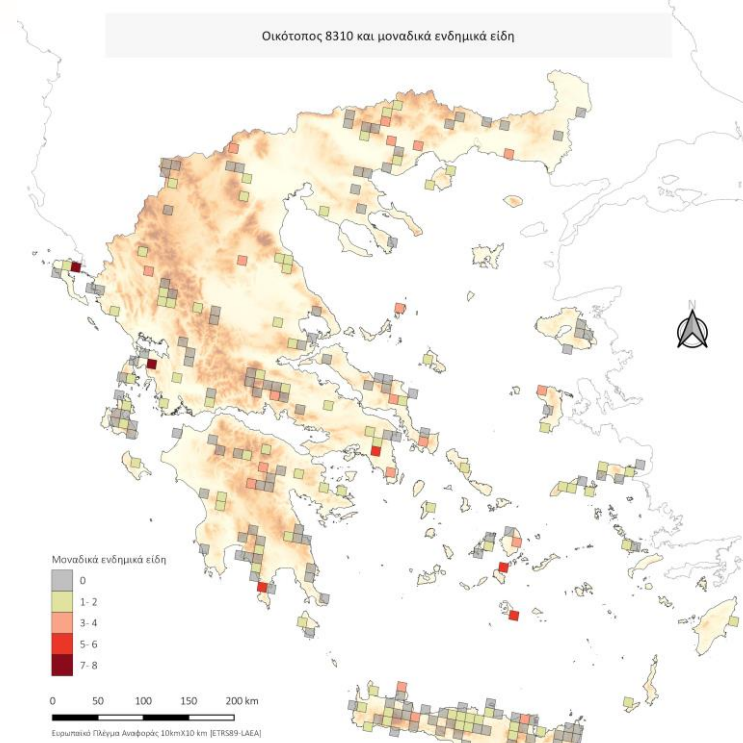 Οικότοπος 8310 και μοναδικά ενδημικά είδη
N
Μοναδικά ενδημικά είδη
0
1- 2
3- 4
5- 6
7- 8
0 50 100 150 200 km
Ευρωπαϊκό Πλέγμα Αναφοράς 10kmX10 km [ETRS89-LAEA]